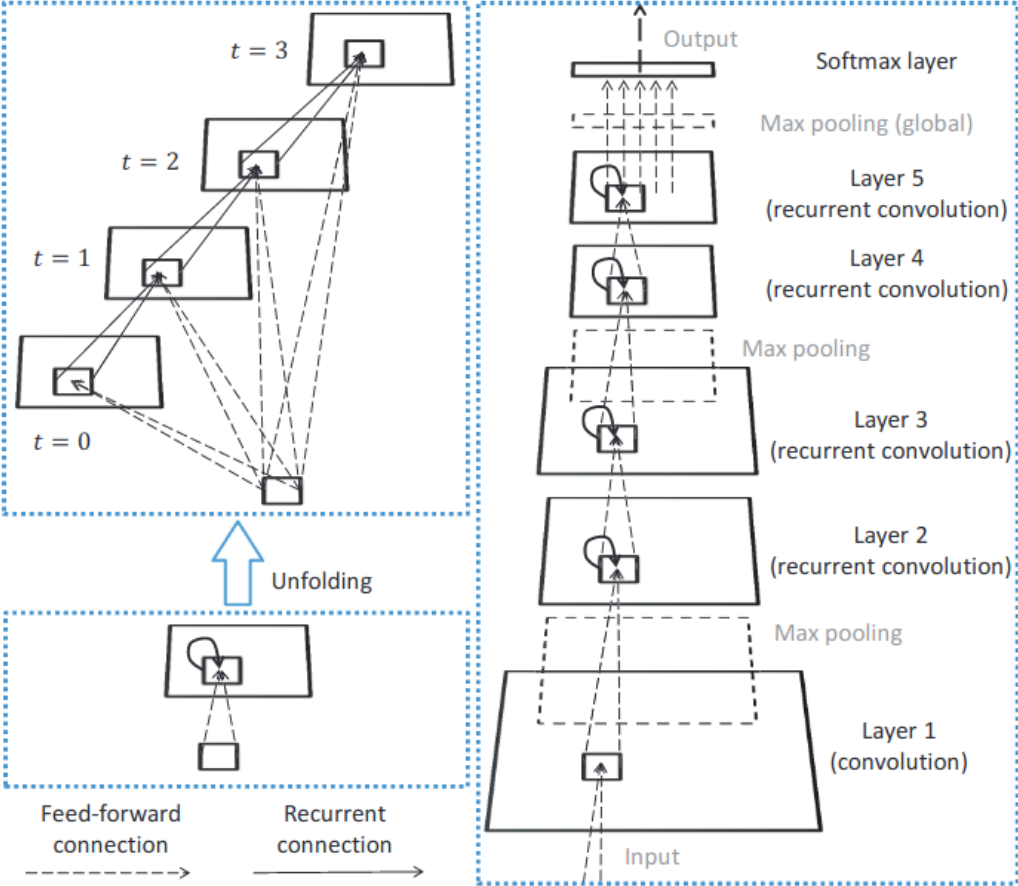 t = 3
t = 2
t = 1
t = 0
Unfolding
Feed-forward
connection
Recurrent
connection
Output
Softmax layer
Max pooling (global)
Layer 5
(recurrent convolution)
Layer 4
(recurrent convolution)
Max pooling
Layer 3
(recurrent convolution)
Layer 2
(recurrent convolution)
Max pooling
Layer 1
(convolution)
Input